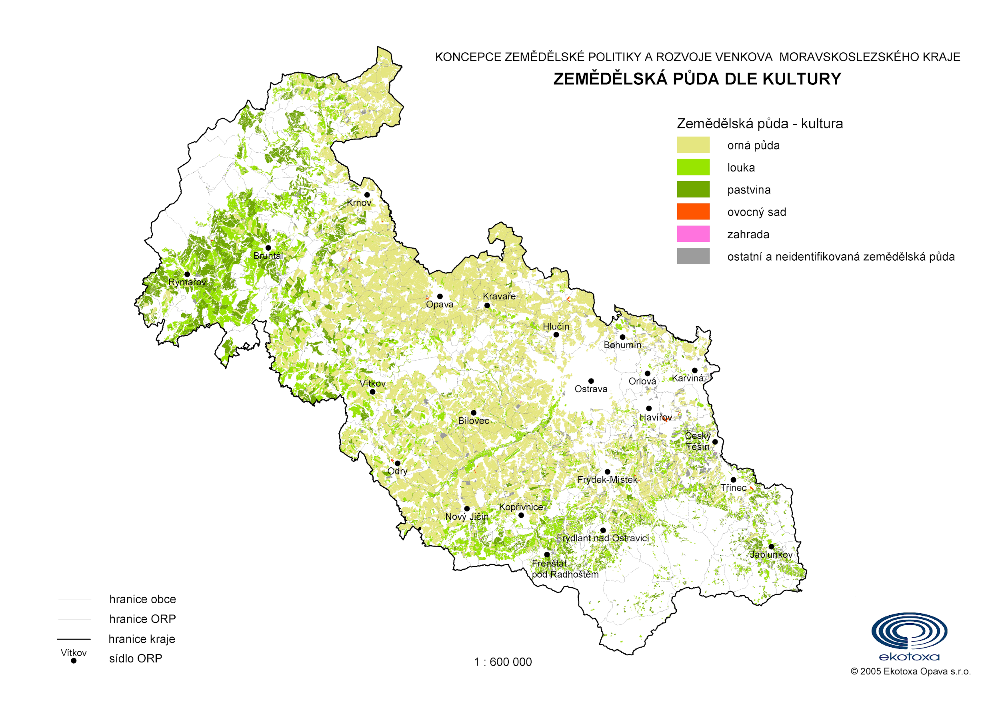 KONCEPCE ZEMĚDĚLSKÉ POLITIKY A ROZVOJE VENKOVA MORAVSKOSLEZSKÉHO KRAJE
ZEMĚDĚLSKÁ PŮDA DLE KULTURY
Zemědělská půda - kultura
orná půda
louka
pastvina
ovocný sad
zahrada
ostatní a neidentifikovaná zemědělská půda
Krnov
Bruntál
Rýmařov
Opava
Kravaře
Hlučín
Bohumín
Vítkov
Ostrava
Orlová
Karviná
Bílovec
Havířov
Český
Těšín
Odry
Frýdek-Místek
Třinec
Nový Jičín
Kopřivnice
Frýdlant nad Ostravicí
Jablunkov
Frenštát
pod Radhoštěm
hranice obce
hranice ORP
hranice kraje
Vítkov
sídlo ORP
1 : 600 000
ekotoxa
© 2005 Ekotoxa Opava s.r.o.